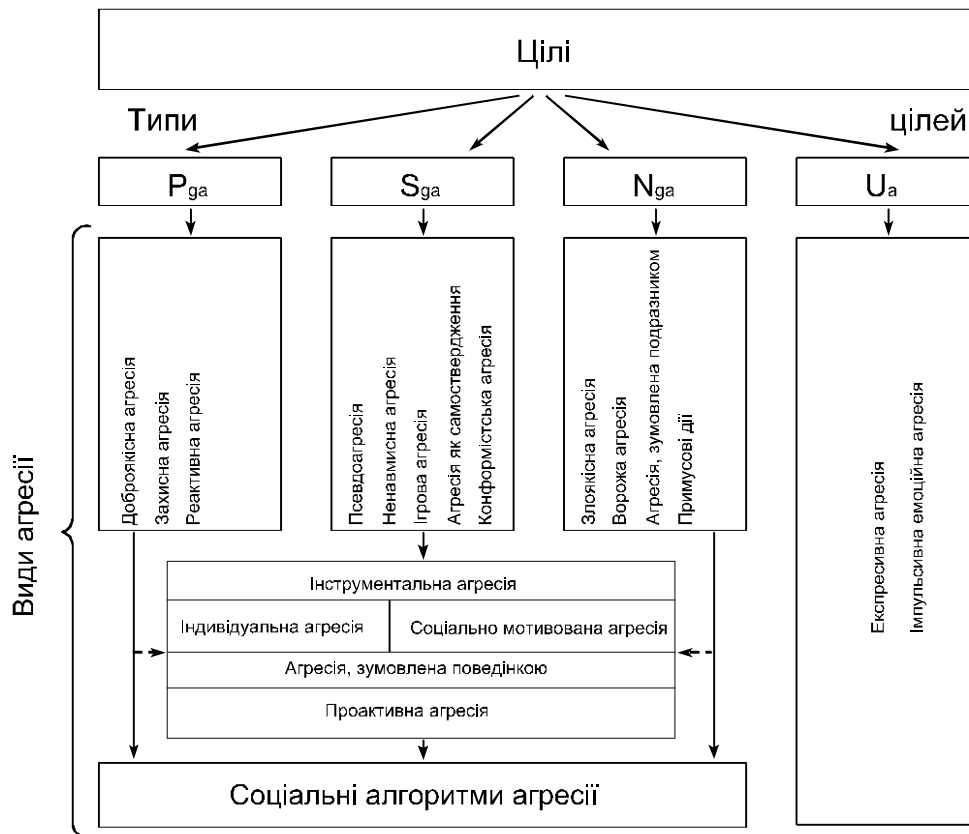 Цілі
Типи
цілей
Pga
Sga
Nga
Ua
Види агресії
Доброякісна агресія
Захисна агресія
Реактивна агресія
Псевдоагресія
Ненавмисна агресія
Ігрова агресія
Агресія як самоствердження
Конформістська агресія
Злоякісна агресія
Ворожа агресія
Агресія, зумовлена подразником
Примусові дії
Експресивна агресія
Імпульсивна емоційна агресія
Інструментальна агресія
Індивідуальна агресія
Соціально мотивована агресія
Агресія, зумовлена поведінкою
Проактивна агресія
Соціальні алгоритми агресії